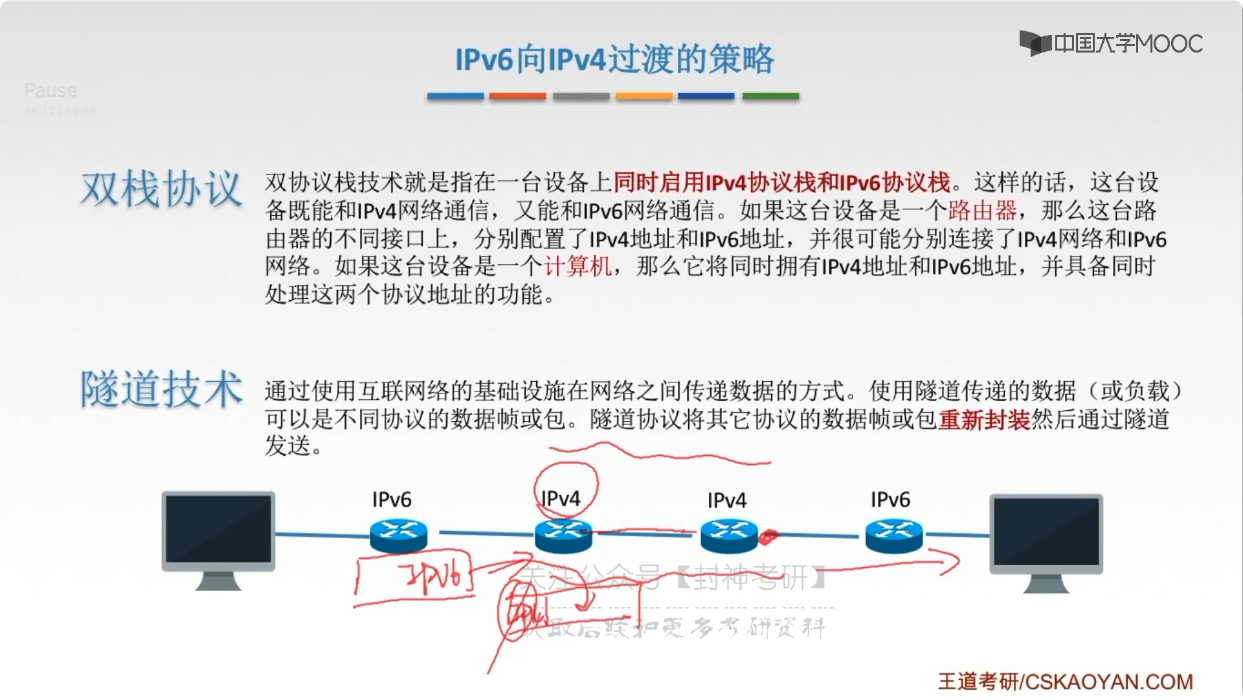 中国大学MOOC
IPv6向IPv4过渡的策略
Pause
18:12 / 19:59
双栈协议
双协议栈技术就是指在一台设备上同时启用IPv4协议栈和IPv6协议栈。这样的话，这台设
备既能和IPv4网络通信，又能和IPv6网络通信。如果这台设备是一个路由器，那么这台路
由器的不同接口上，分别配置了IPv4地址和IPv6地址，并很可能分别连接了IPv4网络和IPv6
网络。如果这台设备是一个计算机，那么它将同时拥有IPv4地址和IPv6地址，并具备同时
处理这两个协议地址的功能。
隧道技术
通过使用互联网络的基础设施在网络之间传递数据的方式。使用隧道传递的数据（或负载）
可以是不同协议的数据帧或包。隧道协议将其它协议的数据帧或包重新封装然后通过隧道
发送。
IPv6 IPv4 IPv4 IPv6
IPv6
关注公众号【封神考研】
获取后续和更多考研资料
王道考研/CSKAOYAN.COM